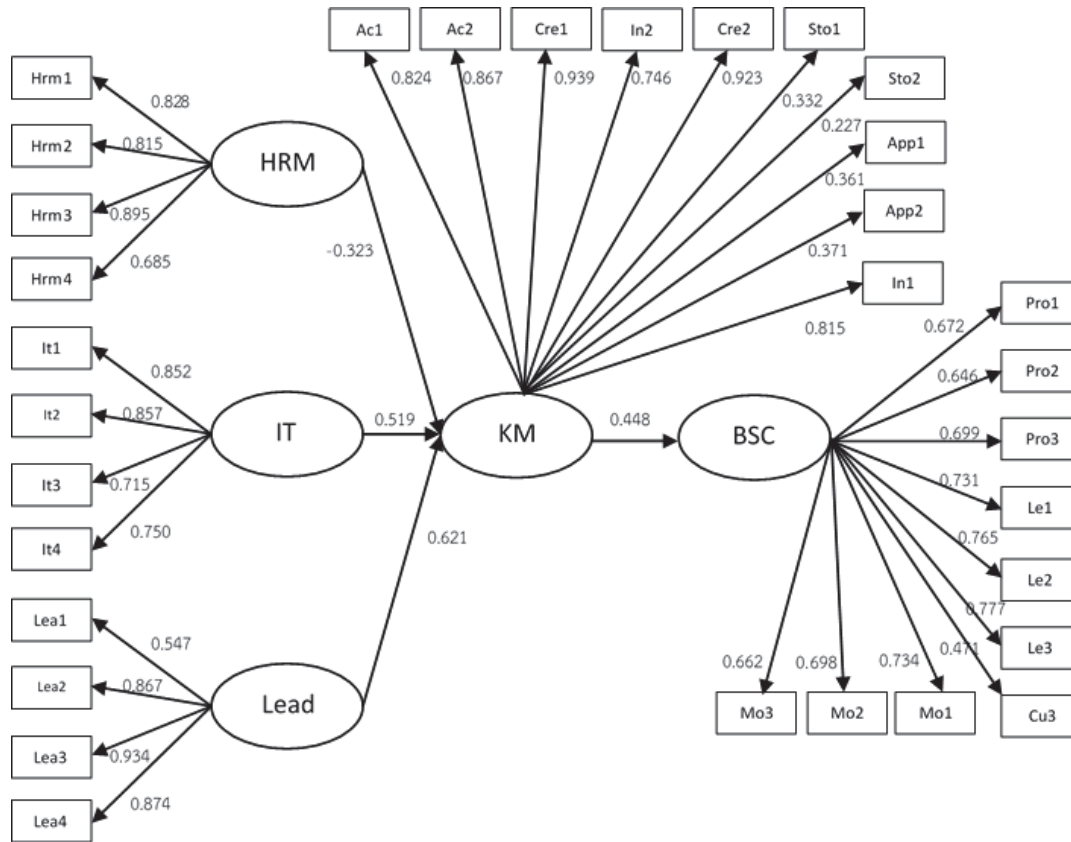 Ac1
Ac2
Cre1
In2
Cre2
Sto1
Hrm1
0.824
0.867
0.939
0.746
0.923
Sto2
0.828
0.332
Hrm2
0.815
HRM
0.227
App1
0.361
Hrm3
0.895
App2
0.685
-0.323
0.371
Hrm4
In1
0.815
Pro1
0.672
It1
0.852
Pro2
0.646
It2
0.857
IT
0.519
KM
0.448
BSC
Pro3
0.699
It3
0.715
0.731
Le1
0.750
0.621
0.765
It4
Le2
Lea1
0.547
0.777
Le3
0.471
Lea2
0.867
Lead
0.662
0.698
0.734
Mo3
Mo2
Mo1
Cu3
Lea3
0.934
0.874
Lea4